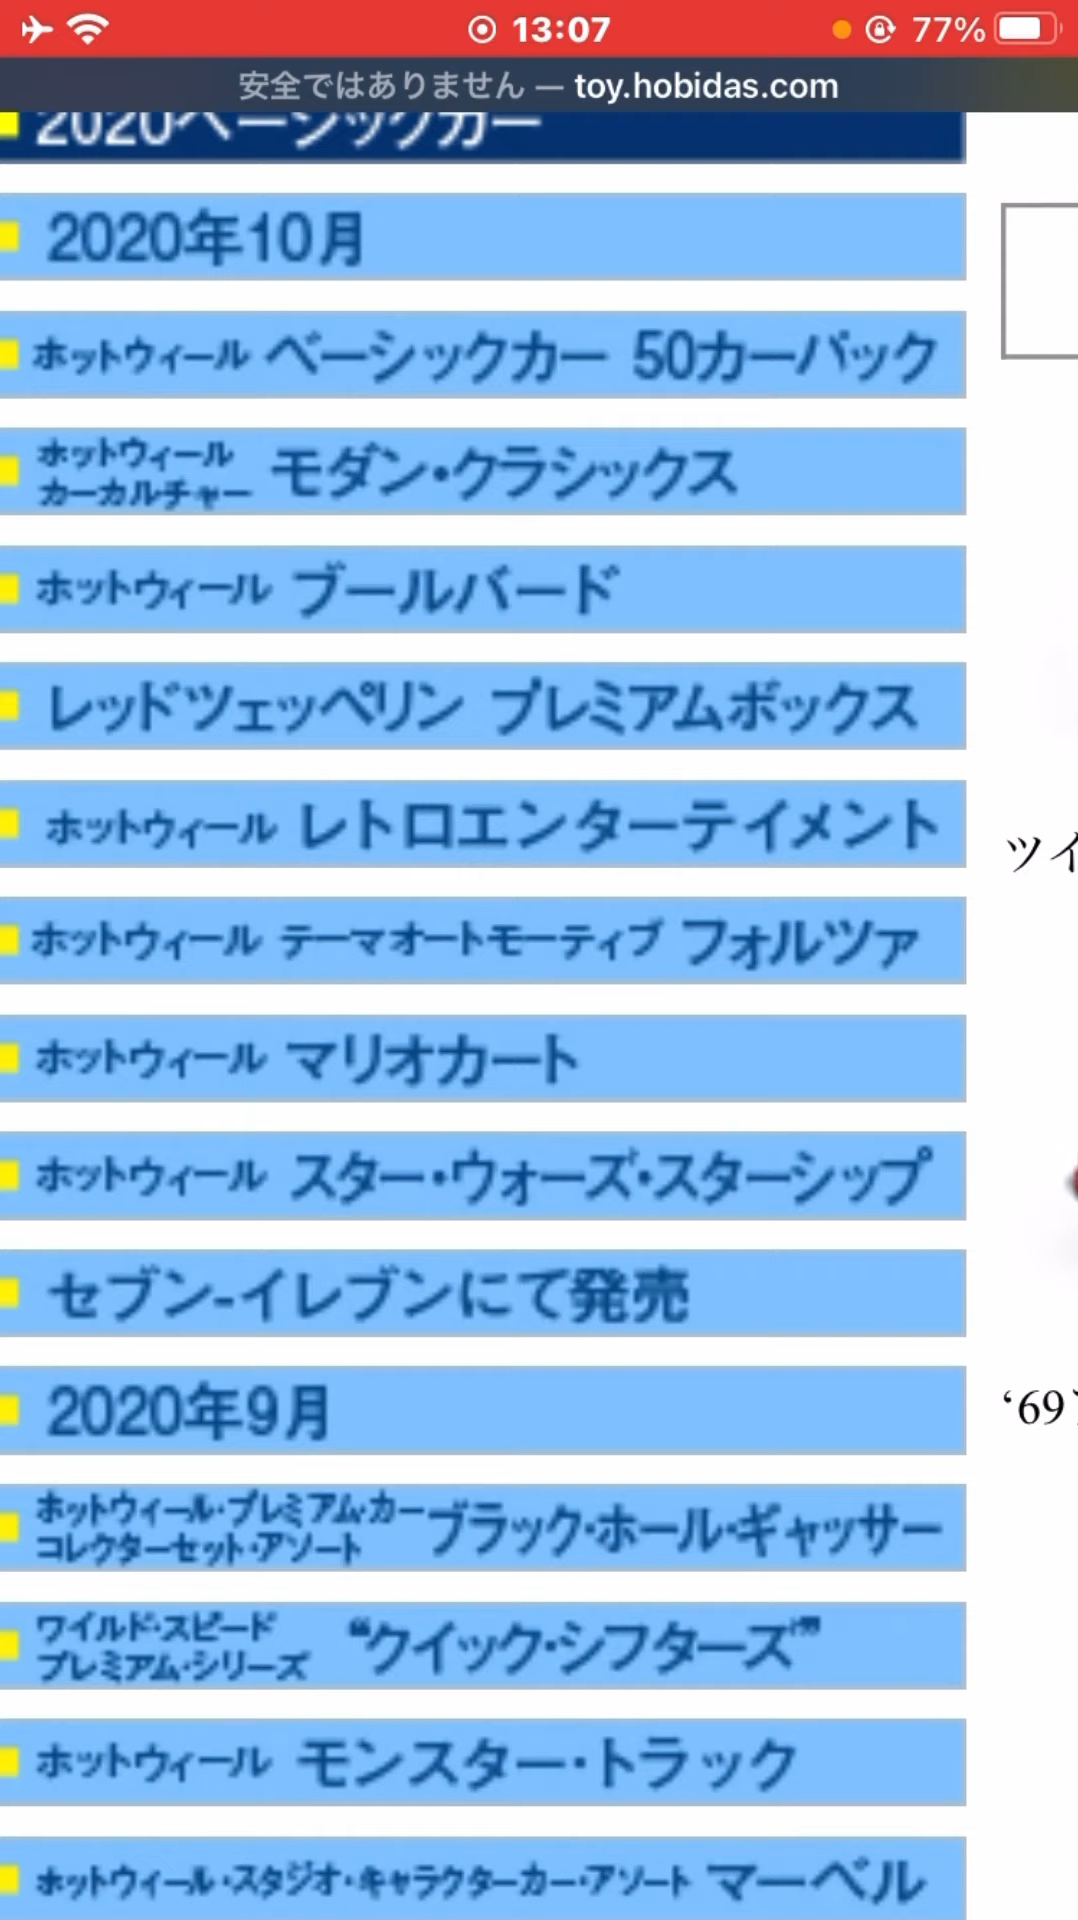 13:07
77%
安全ではありません — toy.hobidas.com
2020ベーシックカー
2020年10月
ホットウィール ベーシックカー 50カーパック
ホットウィール
カーカルチャー モダン・クラシックス
ホットウィール ブールバード
レッドツェッペリン プレミアムボックス
ホットウィール レトロエンターテイメント
ツイ
ホットウィール テーマオートモーティブ フォルツァ
ホットウィール マリオカート
ホットウィール スター・ウォーズ・スターシップ
セブン-イレブンにて発売
2020年9月
‘69
ホットウィール・プレミアム・カー
コレクターセット・アソート ブラック・ホール・ギャッサー
ワイルド・スピード
プレミアム・シリーズ “クイック・シフターズ”
ホットウィール モンスター・トラック
ホットウィール・スタジオ・キャラクターカー・アソート マーベル